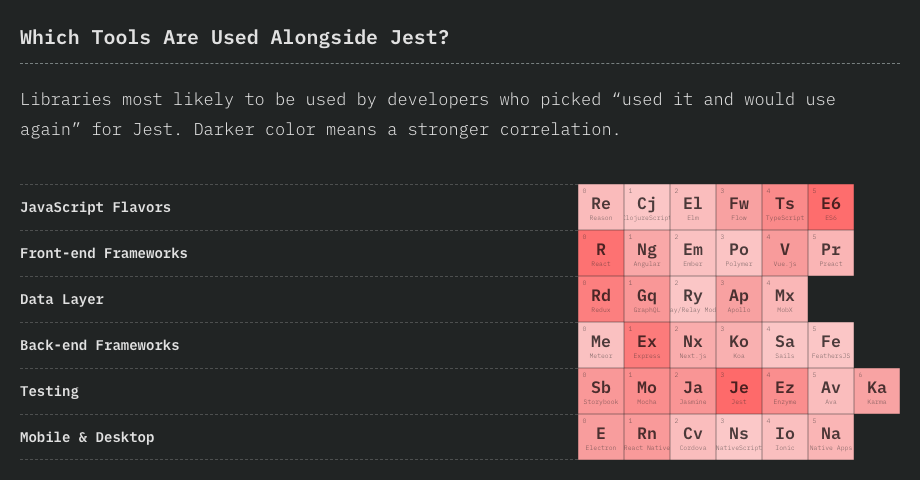 Which Tools Are Used Alongside Jest?
Libraries most likely to be used by developers who picked “used it and would use
again” for Jest. Darker color means a stronger correlation.
JavaScript Flavors
0 1 2 3 4 5
Re Cj El Fw Ts E6
Reason ClojureScript Elm Flow TypeScript ES6
Front-end Frameworks
0 1 2 3 4 5
R Ng Em Po V Pr
React Angular Ember Polymer Vue.js Preact
Data Layer
0 1 2 3 4
Rd Gq Ry Ap Mx
Redux GraphQL ay/Relay Mod Apollo MobX
Back-end Frameworks
0 1 2 3 4 5
Me Ex Nx Ko Sa Fe
Meteor Express Next.js Koa Sails FeathersJS
Testing
0 1 2 3 4 5 6
Sb Mo Ja Je Ez Av Ka
Storybook Mocha Jasmine Jest Enzyme Ava Karma
Mobile & Desktop
0 1 2 3 4 5
E Rn Cv Ns Io Na
Electron React Native Cordova NativeScript Ionic Native Apps